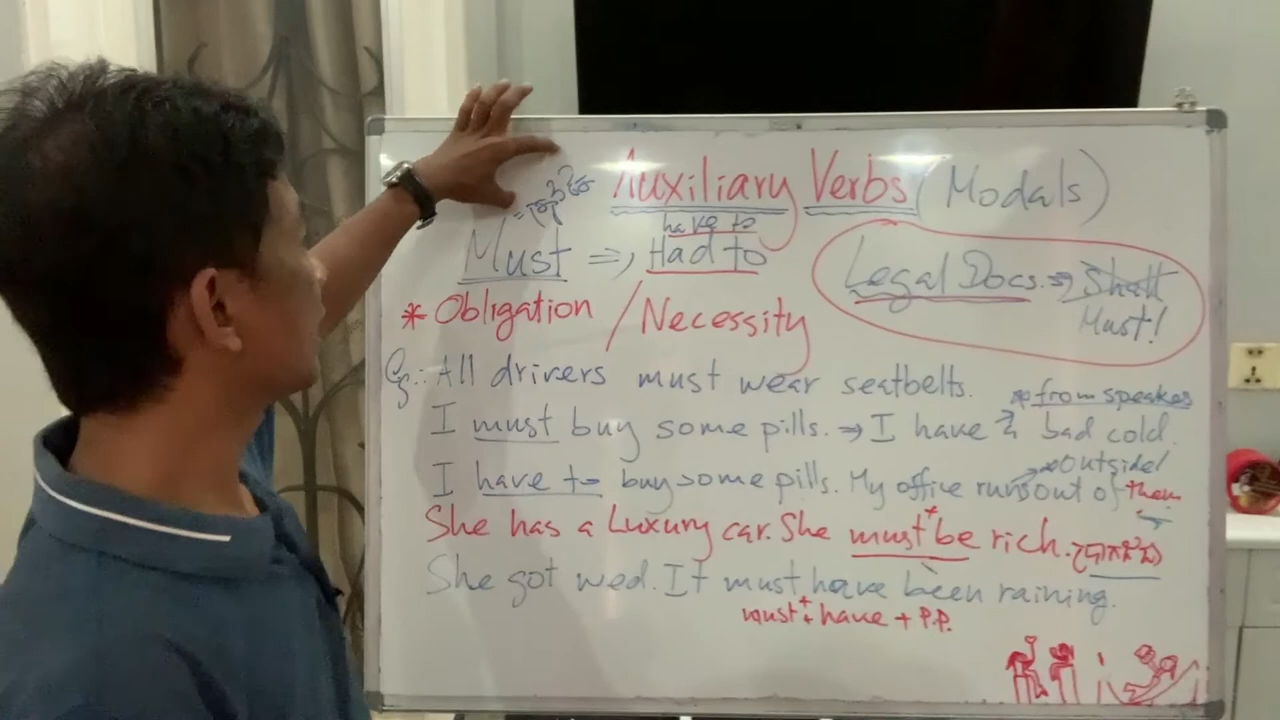 Auxiliary Verbs (Modals)
have to
Must => Had to
Legal Docs. => Shall
Must!
* Obligation / Necessity
Eg.: All drivers must wear seatbelts.
* from speaker
I must buy some pills. → I have a bad cold.
* outside
I have to buy some pills. My office runs out of them
She has a Luxury car. She must + be rich.
She got wed. It must have been raining.
must + have + P.P.